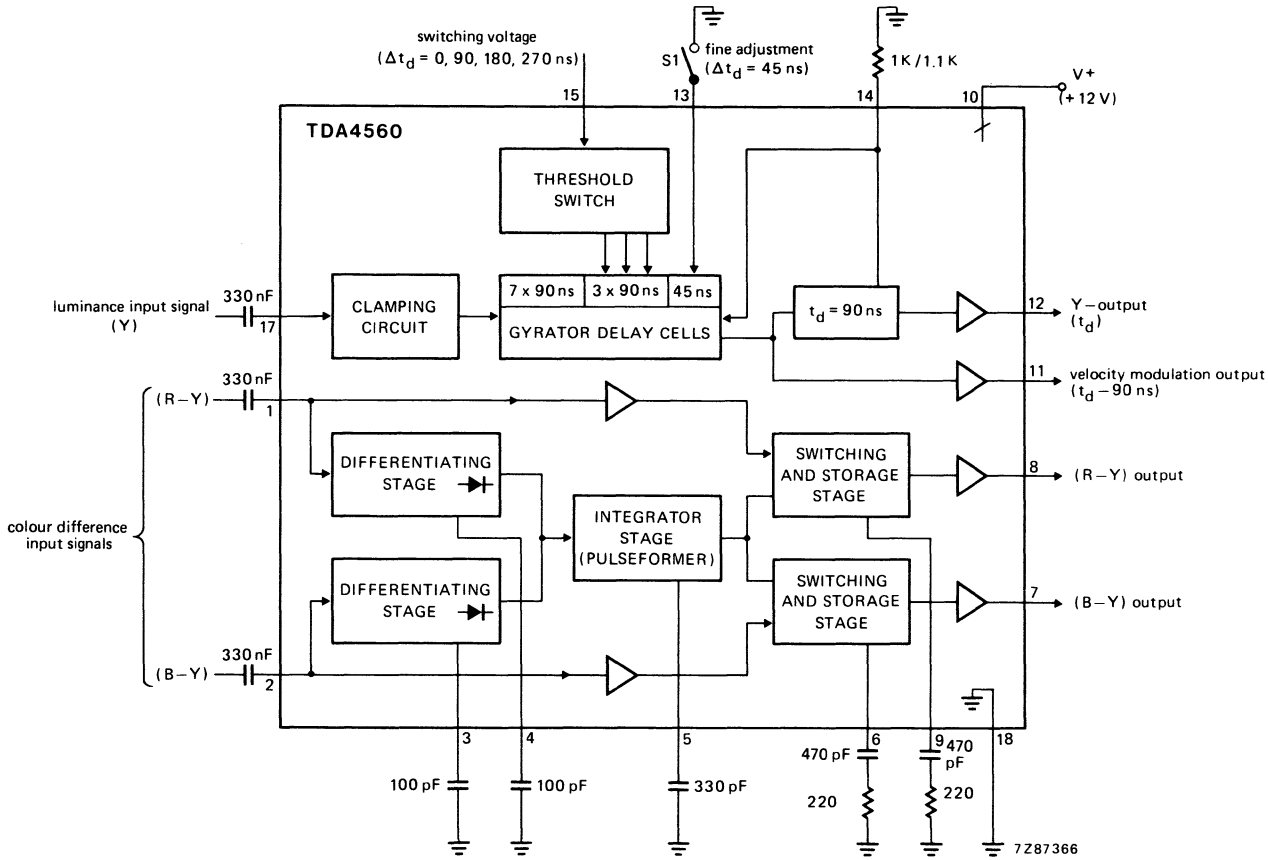 switching voltage
(Δtd = 0, 90, 180, 270 ns)
S1
fine adjustment
(Δtd = 45 ns)
1K/1.1K
V+
(+12 V)
15
13
14
10
TDA4560
THRESHOLD
SWITCH
luminance input signal
(Y)
330 nF
17
CLAMPING
CIRCUIT
7 x 90 ns
3 x 90 ns
45 ns
GYRATOR DELAY CELLS
td = 90 ns
12
Y-output
(td)
11
velocity modulation output
(td-90 ns)
colour difference
input signals
(R-Y)
330 nF
1
DIFFERENTIATING
STAGE
INTEGRATOR
STAGE
(PULSEFORMER)
SWITCHING
AND STORAGE
STAGE
8
(R-Y) output
DIFFERENTIATING
STAGE
SWITCHING
AND STORAGE
STAGE
7
(B-Y) output
(B-Y)
330 nF
2
3
4
5
6
9
18
100 pF
100 pF
330 pF
470 pF
470
pF
220
220
7Z87366